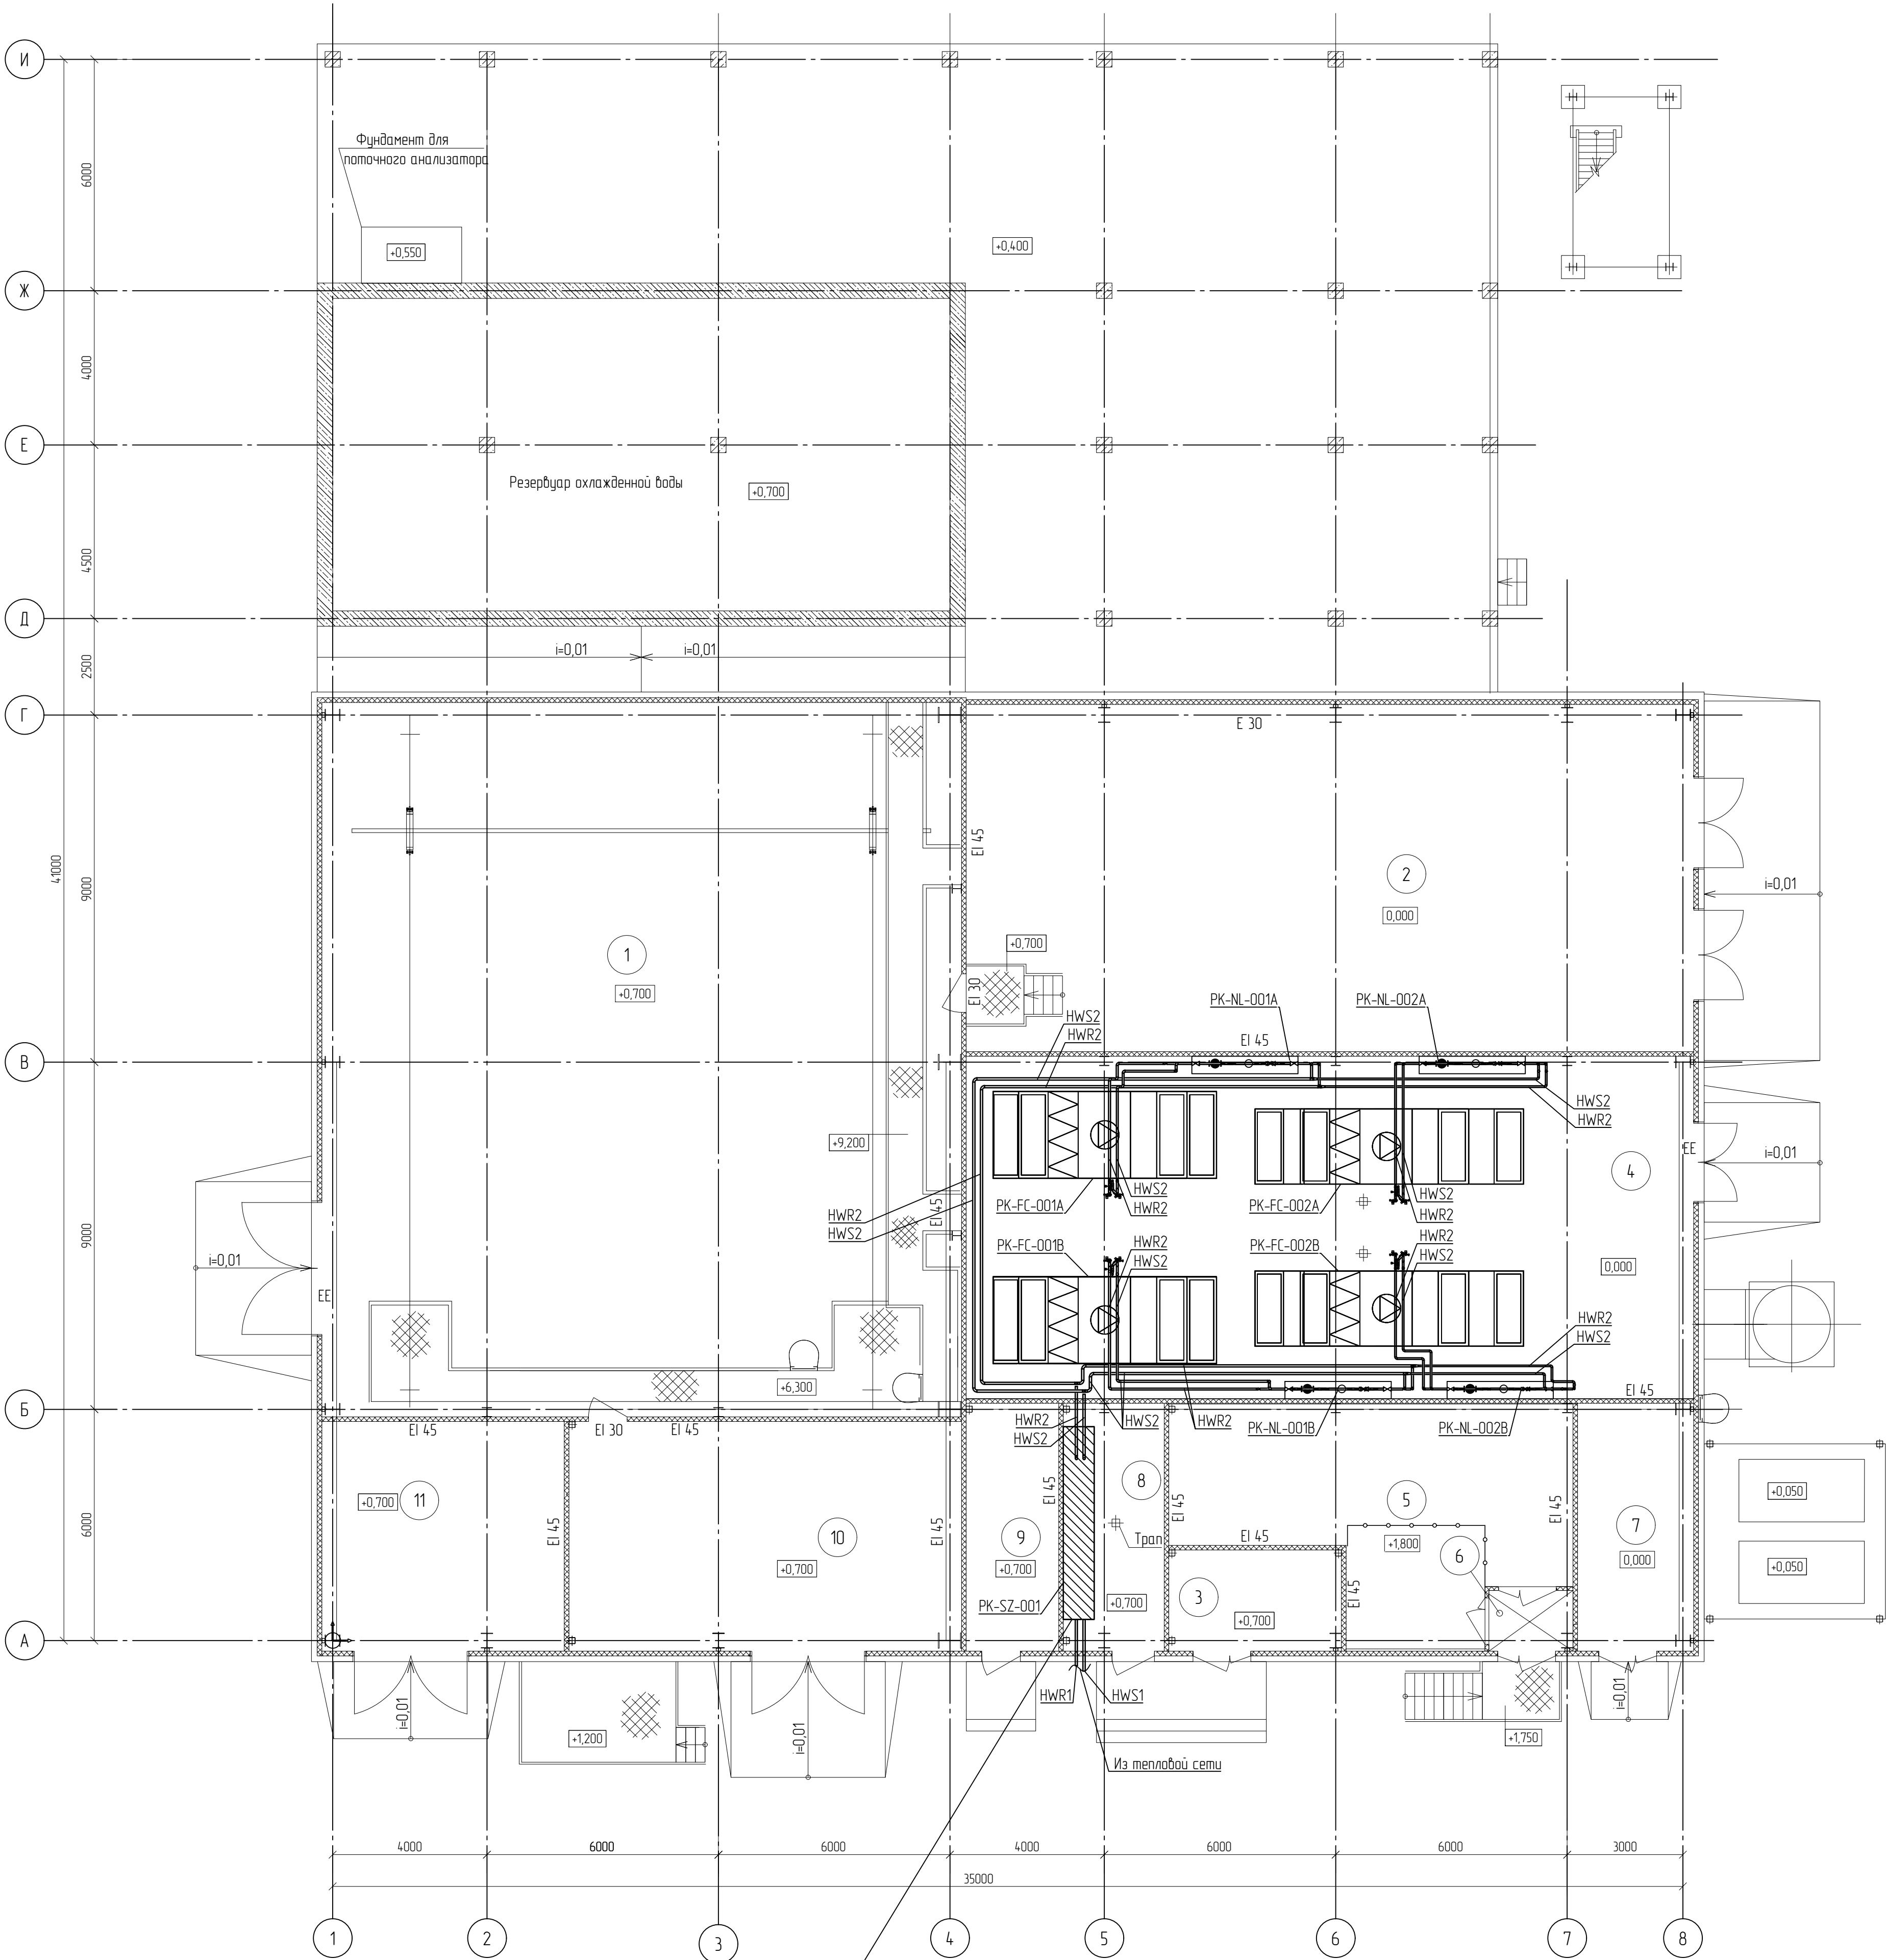 И
Фундамент для
поточного анализатора
6000
+0,550
+0,400
Ж
4000
Е
Резервуар охлажденной воды
+0,700
4500
Д
i=0,01
i=0,01
2500
Г
E 30
EI 45
41000
9000
2
i=0,01
0,000
1
+0,700
+0,700
EI 30
PK-NL-001A
PK-NL-002A
HWS2
HWR2
EI 45
В
HWS2
HWR2
+9,200
EE
i=0,01
4
HWS2
HWR2
HWS2
HWR2
PK-FC-001A
PK-FC-002A
EI 45
HWR2
HWS2
9000
HWR2
HWS2
HWR2
HWS2
PK-FC-001B
PK-FC-002B
i=0,01
0,000
EE
HWR2
HWS2
+6,300
EI 45
Б
EI 45
EI 30
EI 45
HWR2
HWS2
HWS2
HWR2
PK-NL-001B
PK-NL-002B
8
EI 45
+0,700
11
5
EI 45
EI 45
+0,050
6000
EI 45
EI 45
10
9
Трап
EI 45
+1,800
7
6
0,000
+0,700
+0,700
+0,050
PK-SZ-001
+0,700
3
+0,700
EI 45
А
HWR1
HWS1
i=0,01
i=0,01
i=0,01
+1,200
+1,750
Из тепловой сети
4000
6000
6000
4000
6000
6000
3000
35000
1
2
3
4
5
6
7
8